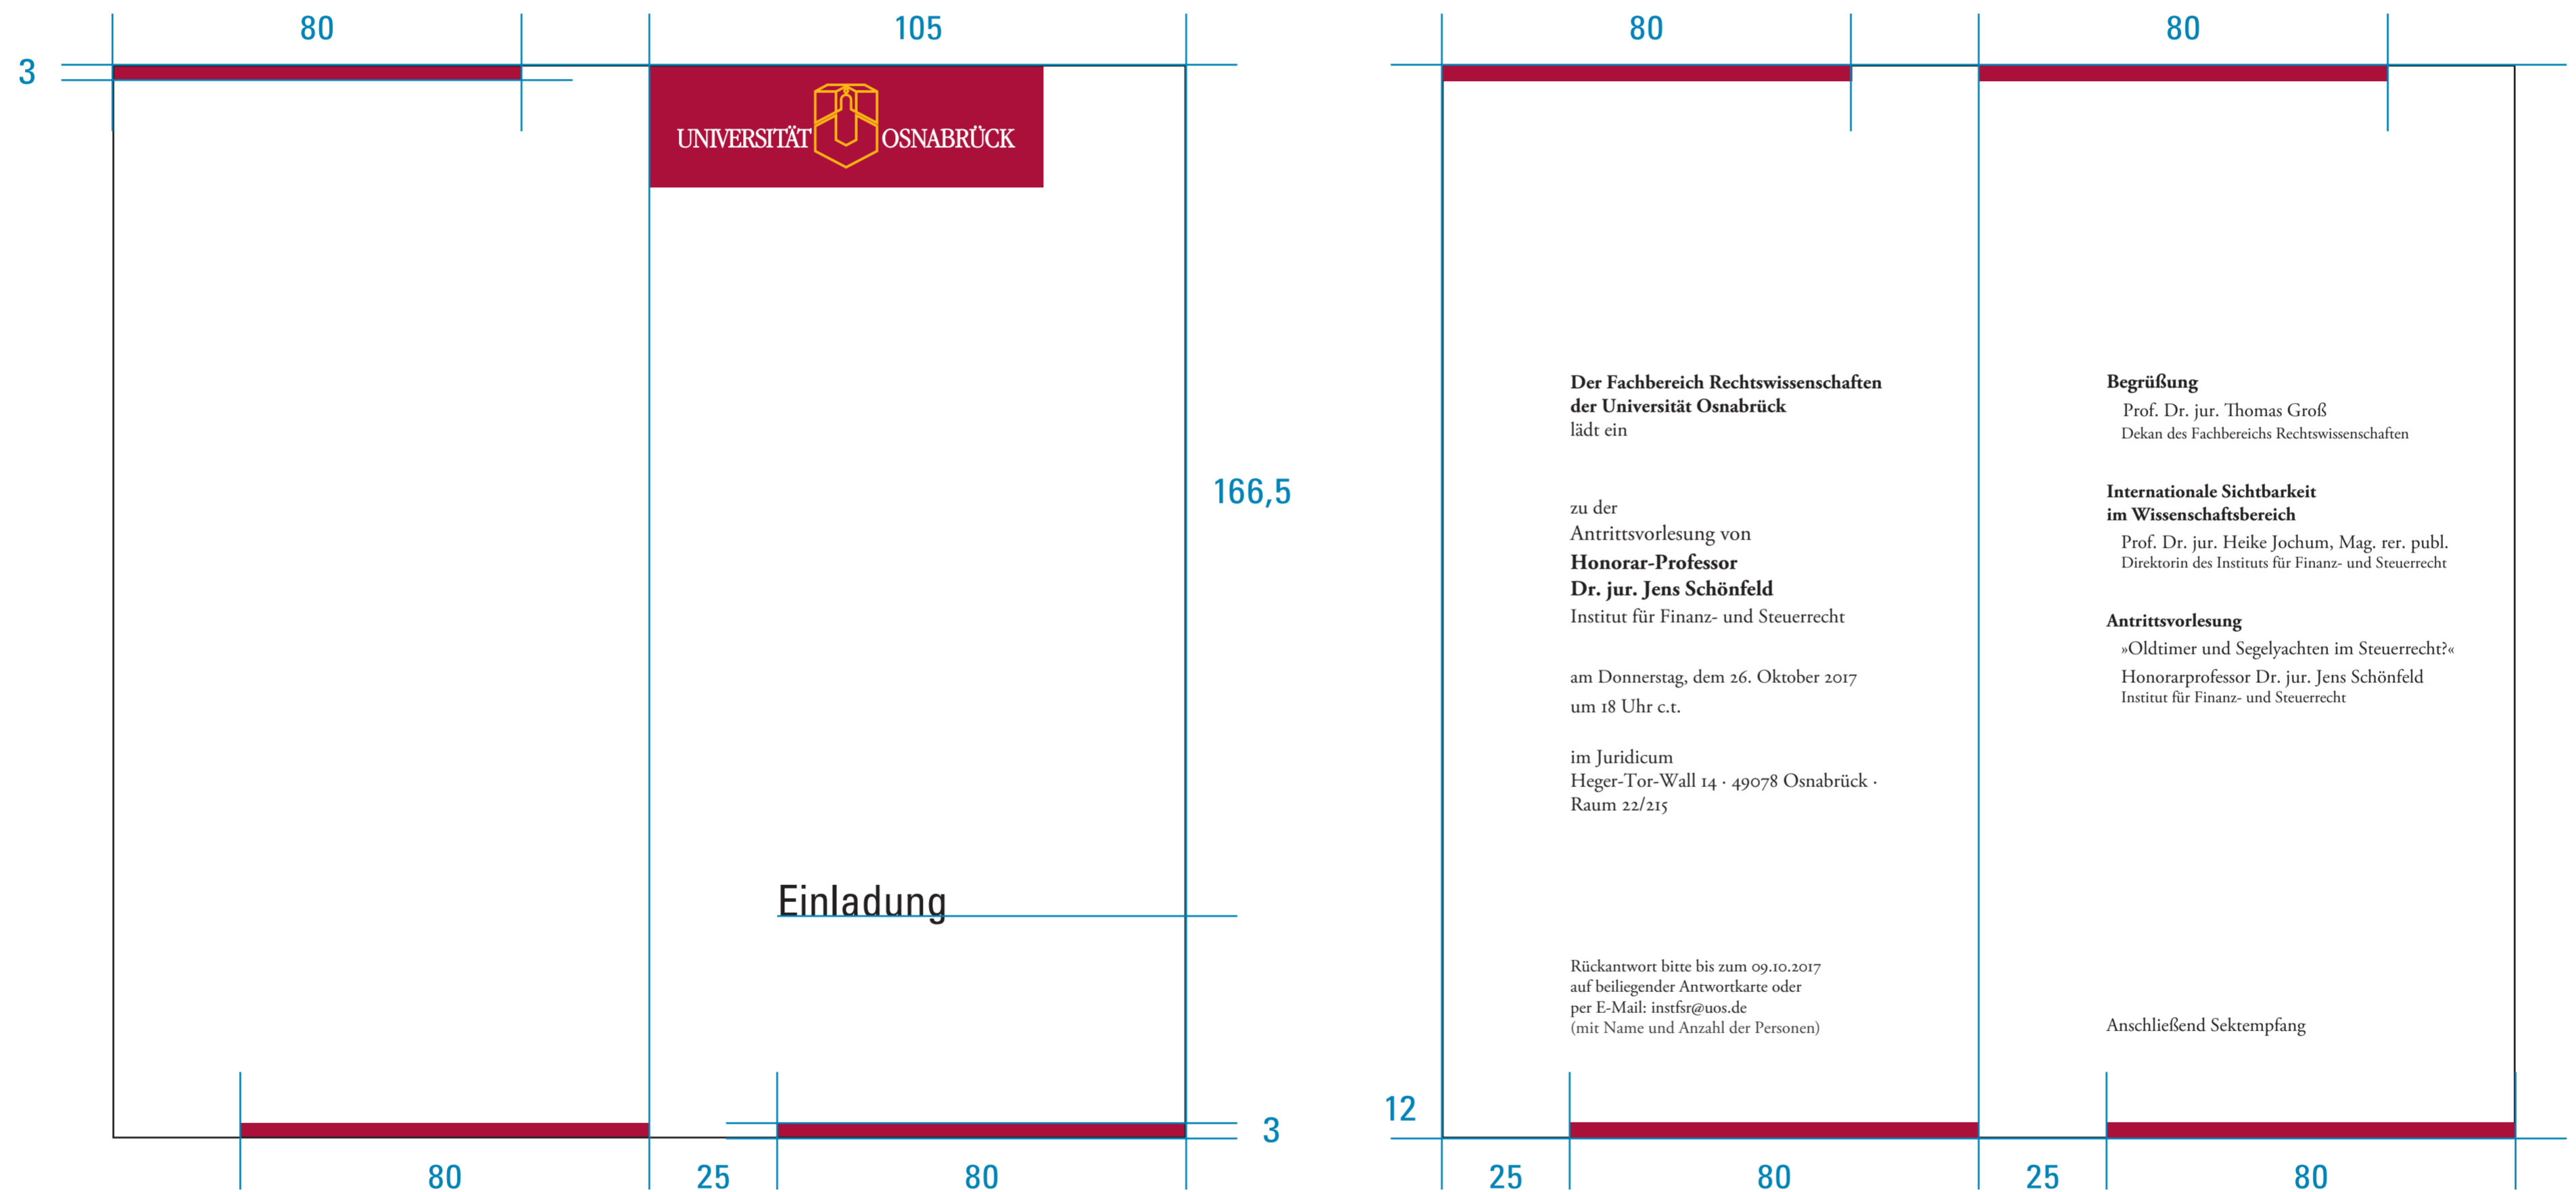 80
105
80
80
3
UNIVERSITÄT OSNABRÜCK
166,5
Einladung
3
80
25
80
Der Fachbereich Rechtswissenschaften
der Universität Osnabrück
lädt ein
zu der
Antrittsvorlesung von
Honorar-Professor
Dr. jur. Jens Schönfeld
Institut für Finanz- und Steuerrecht
am Donnerstag, dem 26. Oktober 2017
um 18 Uhr c.t.
im Juridicum
Heger-Tor-Wall 14 · 49078 Osnabrück ·
Raum 22/215
Rückantwort bitte bis zum 09.10.2017
auf beiliegender Antwortkarte oder
per E-Mail: instfsr@uos.de
(mit Name und Anzahl der Personen)
Begrüßung
Prof. Dr. jur. Thomas Groß
Dekan des Fachbereichs Rechtswissenschaften
Internationale Sichtbarkeit
im Wissenschaftsbereich
Prof. Dr. jur. Heike Jochum, Mag. rer. publ.
Direktorin des Instituts für Finanz- und Steuerrecht
Antrittsvorlesung
»Oldtimer und Segelyachten im Steuerrecht?«
Honorarprofessor Dr. jur. Jens Schönfeld
Institut für Finanz- und Steuerrecht
Anschließend Sektempfang
12
25
80
25
80